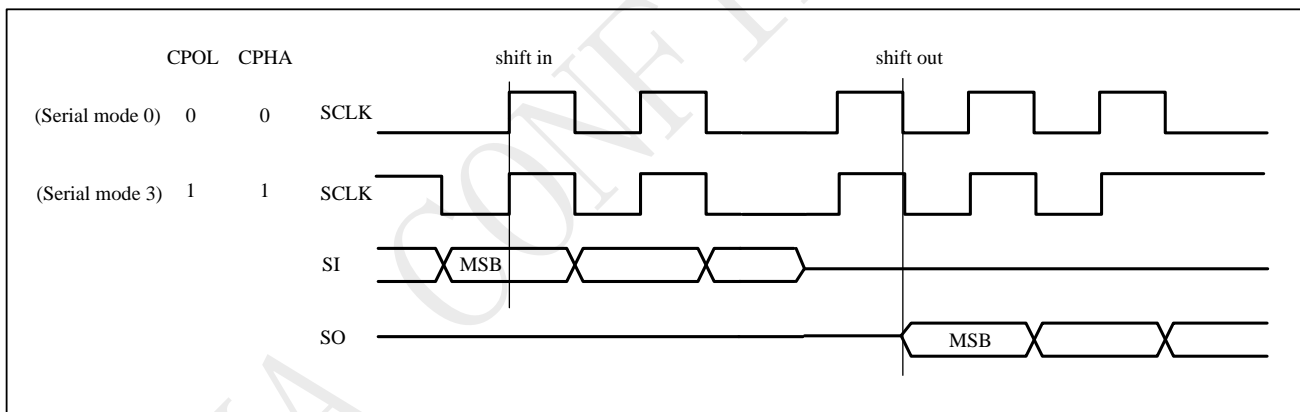 CPOL CPHA shift in shift out
(Serial mode 0) 0 0 SCLK
(Serial mode 3) 1 1 SCLK
SI MSB
SO MSB